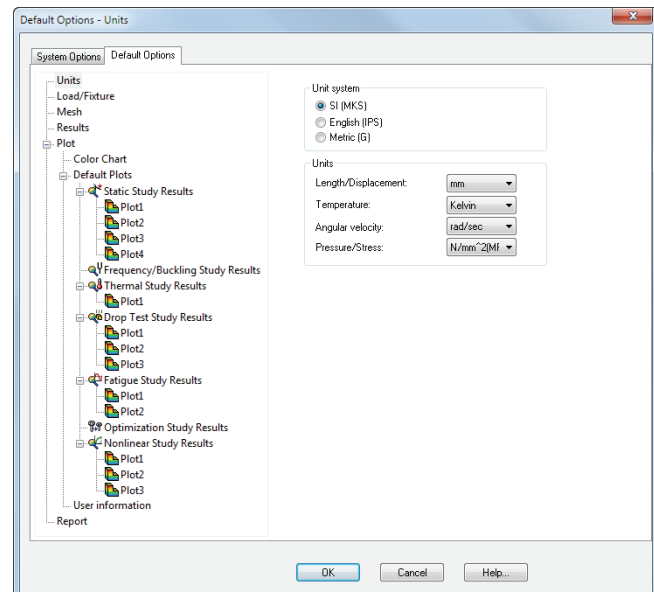 Default Options - Units
System Options
Default Options
Units
Load/Fixture
Mesh
Results
Plot
Color Chart
Default Plots
Static Study Results
Plot1
Plot2
Plot3
Plot4
Frequency/Buckling Study Results
Thermal Study Results
Plot1
Drop Test Study Results
Plot1
Plot2
Plot3
Fatigue Study Results
Plot1
Plot2
Optimization Study Results
Nonlinear Study Results
Plot1
Plot2
Plot3
User information
Report
Unit system
SI (MKS)
English (IPS)
Metric (G)
Units
Length/Displacement: mm
Temperature: Kelvin
Angular velocity: rad/sec
Pressure/Stress: N/mm^2(MF
OK Cancel Help...